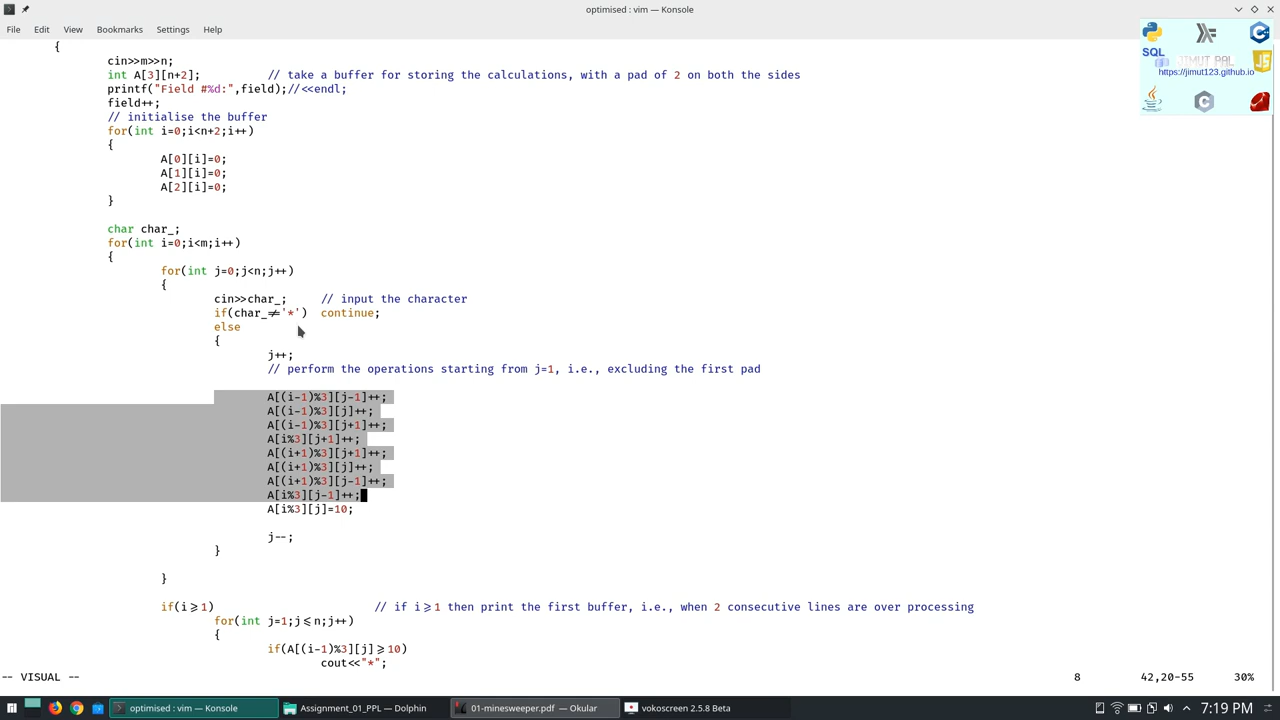 optimised : vim — Konsole
File Edit View Bookmarks Settings Help
{
cin>>m>>n;
int A[3][n+2]; // take a buffer for storing the calculations, with a pad of 2 on both the sides
printf("Field #%d:",field);//<<endl;
field++;
// initialise the buffer
for(int i=0;i<n+2;i++)
{
A[0][i]=0;
A[1][i]=0;
A[2][i]=0;
}
char char_;
for(int i=0;i<m;i++)
{
for(int j=0;j<n;j++)
{
cin>>char_; // input the character
if(char_≠'*') continue;
else
{
j++;
// perform the operations starting from j=1, i.e., excluding the first pad
A[(i-1)%3][j-1]++;
A[(i-1)%3][j]++;
A[(i-1)%3][j+1]++;
A[i%3][j+1]++;
A[(i+1)%3][j+1]++;
A[(i+1)%3][j]++;
A[(i+1)%3][j-1]++;
A[i%3][j-1]++;
A[i%3][j]=10;
j--;
}
}
if(i⩾1) // if i⩾1 then print the first buffer, i.e., when 2 consecutive lines are over processing
for(int j=1;j⩽n;j++)
{
if(A[(i-1)%3][j]⩾10)
cout<<"*";
-- VISUAL -- 8 42,20-55 30%
SQL
JIMUT PAL
https://jimut123.github.io
JS
C
optimised : vim — Konsole
Assignment_01_PPL — Dolphin
01-minesweeper.pdf — Okular
vokoscreen 2.5.8 Beta
7:19 PM